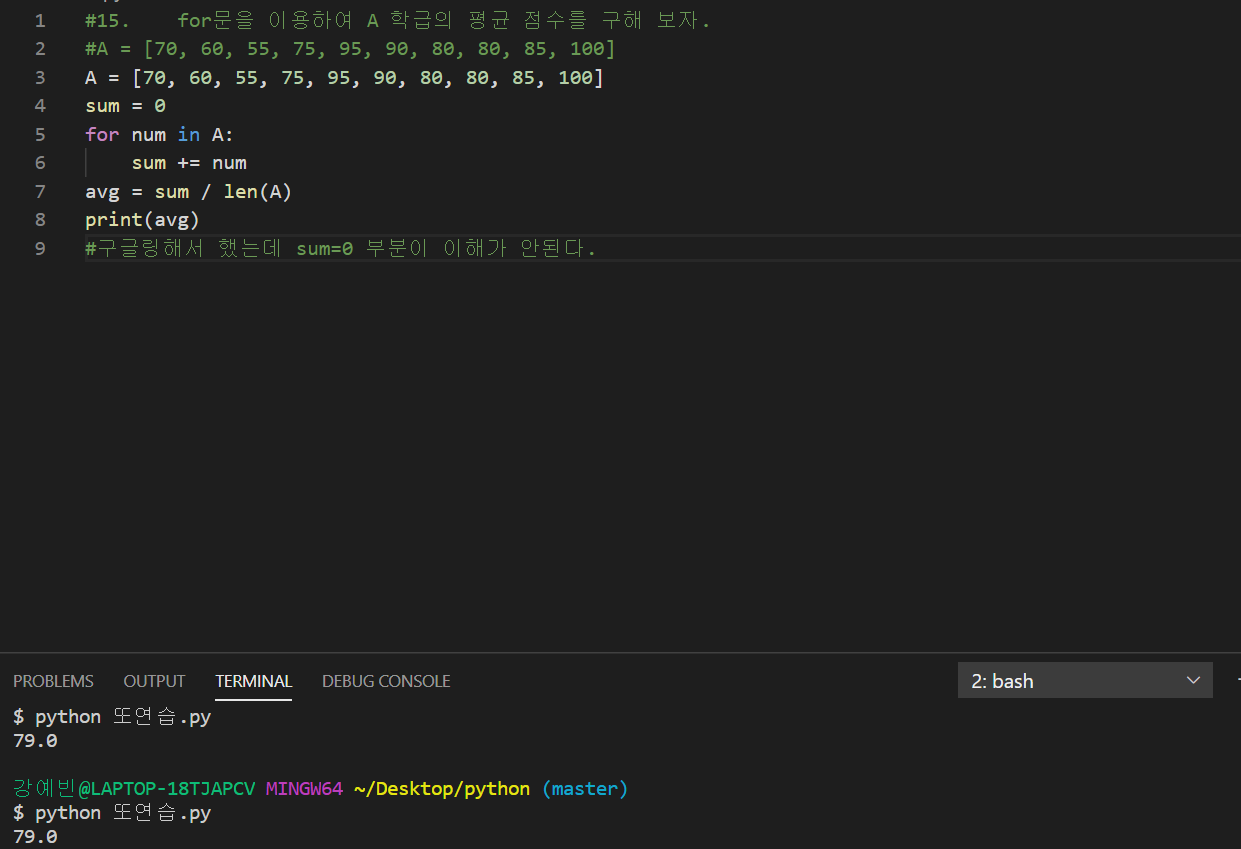 1 #15.    for문을 이용하여 A 학급의 평균 점수를 구해 보자.
2 #A = [70, 60, 55, 75, 95, 90, 80, 80, 85, 100]
3 A = [70, 60, 55, 75, 95, 90, 80, 80, 85, 100]
4 sum = 0
5 for num in A:
6     sum += num
7 avg = sum / len(A)
8 print(avg)
9 #구글링해서 했는데 sum=0 부분이 이해가 안된다.
PROBLEMS OUTPUT TERMINAL DEBUG CONSOLE 2: bash
$ python 또연습.py
79.0
강예빈@LAPTOP-18TJAPCV MINGW64 ~/Desktop/python (master)
$ python 또연습.py
79.0